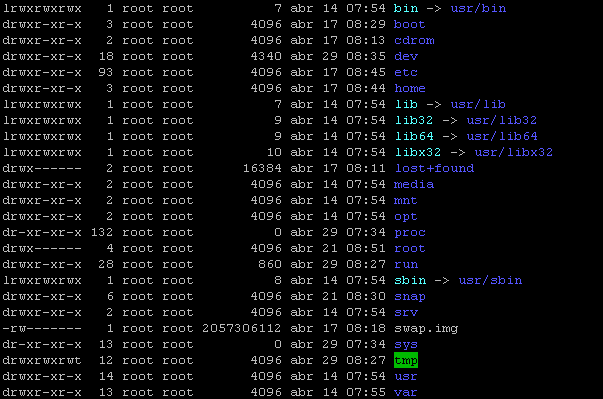 lrwxrwxrwx   1 root root          7 abr 14 07:54 bin -> usr/bin
drwxr-xr-x   3 root root       4096 abr 17 08:29 boot
drwxr-xr-x   2 root root       4096 abr 17 08:13 cdrom
drwxr-xr-x  18 root root       4340 abr 29 08:35 dev
drwxr-xr-x  93 root root       4096 abr 17 08:45 etc
drwxr-xr-x   3 root root       4096 abr 17 08:44 home
lrwxrwxrwx   1 root root          7 abr 14 07:54 lib -> usr/lib
lrwxrwxrwx   1 root root          9 abr 14 07:54 lib32 -> usr/lib32
lrwxrwxrwx   1 root root          9 abr 14 07:54 lib64 -> usr/lib64
lrwxrwxrwx   1 root root         10 abr 14 07:54 libx32 -> usr/libx32
drwx------   2 root root      16384 abr 17 08:11 lost+found
drwxr-xr-x   2 root root       4096 abr 14 07:54 media
drwxr-xr-x   2 root root       4096 abr 14 07:54 mnt
drwxr-xr-x   2 root root       4096 abr 14 07:54 opt
dr-xr-xr-x 132 root root          0 abr 29 07:34 proc
drwx------   4 root root       4096 abr 21 08:51 root
drwxr-xr-x  28 root root        860 abr 29 08:27 run
lrwxrwxrwx   1 root root          8 abr 14 07:54 sbin -> usr/sbin
drwxr-xr-x   6 root root       4096 abr 21 08:30 snap
drwxr-xr-x   2 root root       4096 abr 14 07:54 srv
-rw-------   1 root root 2057306112 abr 17 08:18 swap.img
dr-xr-xr-x  13 root root          0 abr 29 07:34 sys
drwxrwxrwt  12 root root       4096 abr 29 08:27 tmp
drwxr-xr-x  14 root root       4096 abr 14 07:54 usr
drwxr-xr-x  13 root root       4096 abr 14 07:55 var